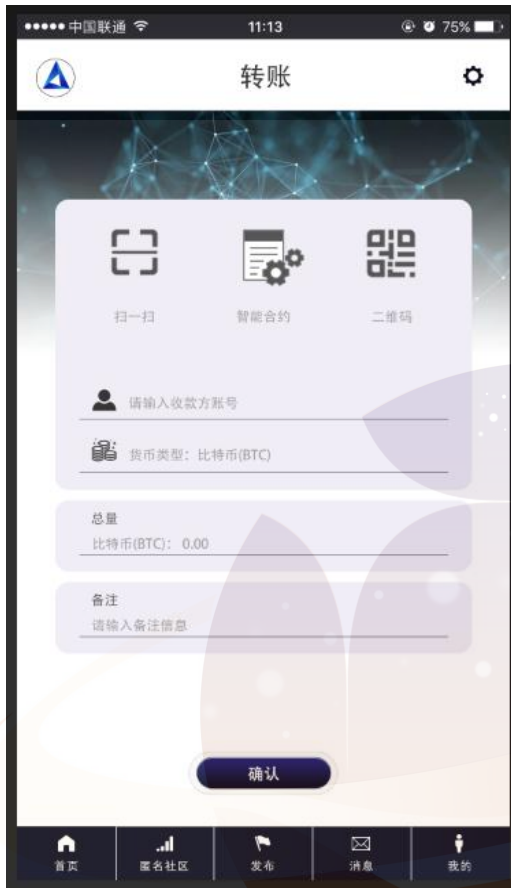 中国联通 11:13 75%
转账
扫一扫 智能合约 二维码
请输入收款方账号
货币类型：比特币(BTC)
总量
比特币(BTC)： 0.00
备注
请输入备注信息
确认
首页 匿名社区 发布 消息 我的